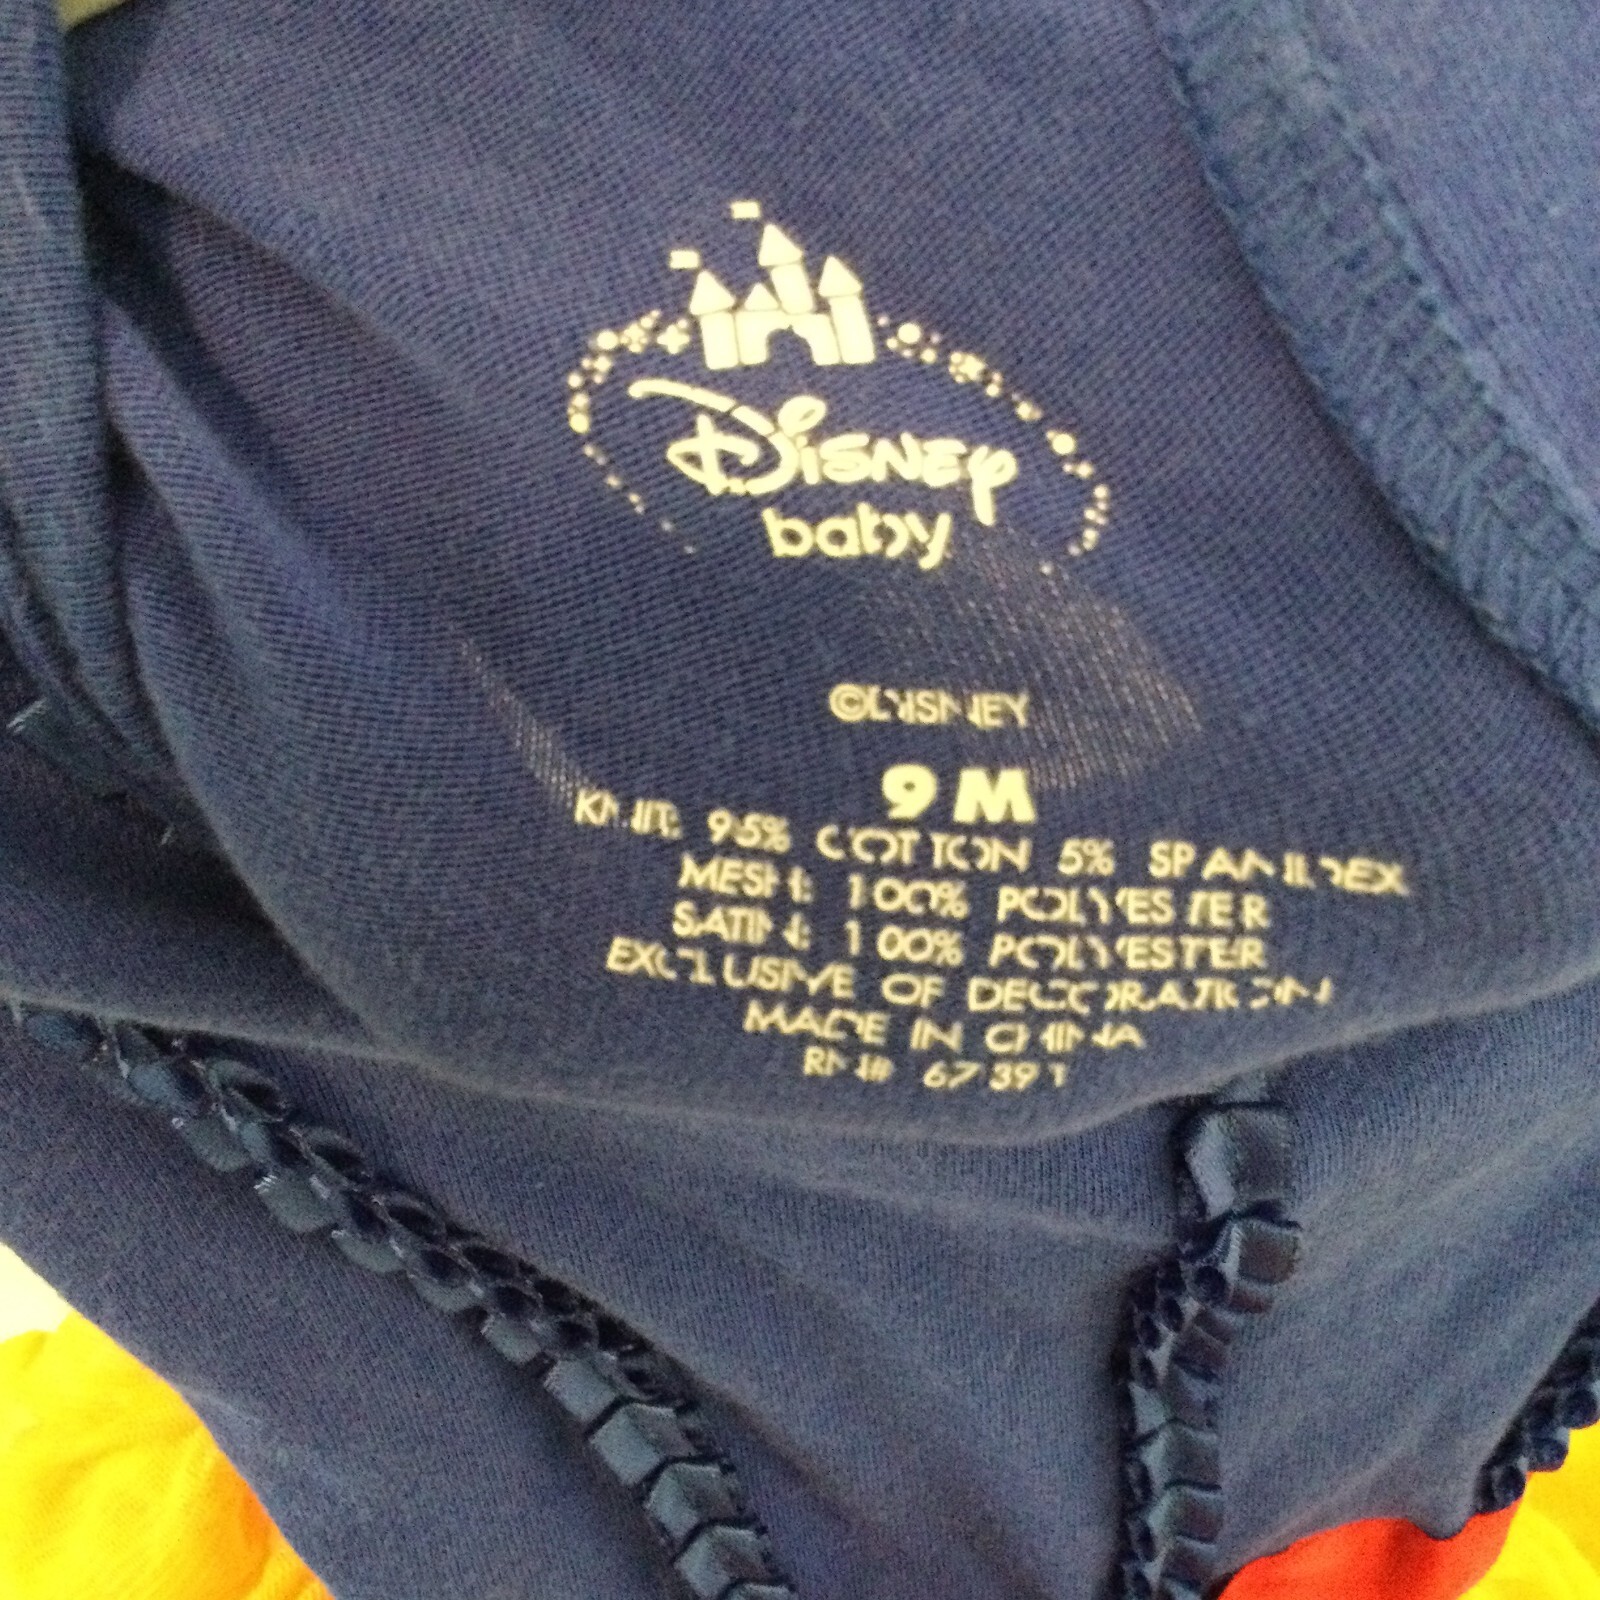 Disney
baby
©DISNEY
9 M
KNIT: 95% COTTON 5% SPANDEX
MESH: 100% POLYESTER
SATIN: 100% POLYESTER
EXCLUSIVE OF DECORATION
MADE IN CHINA
RN# 67391